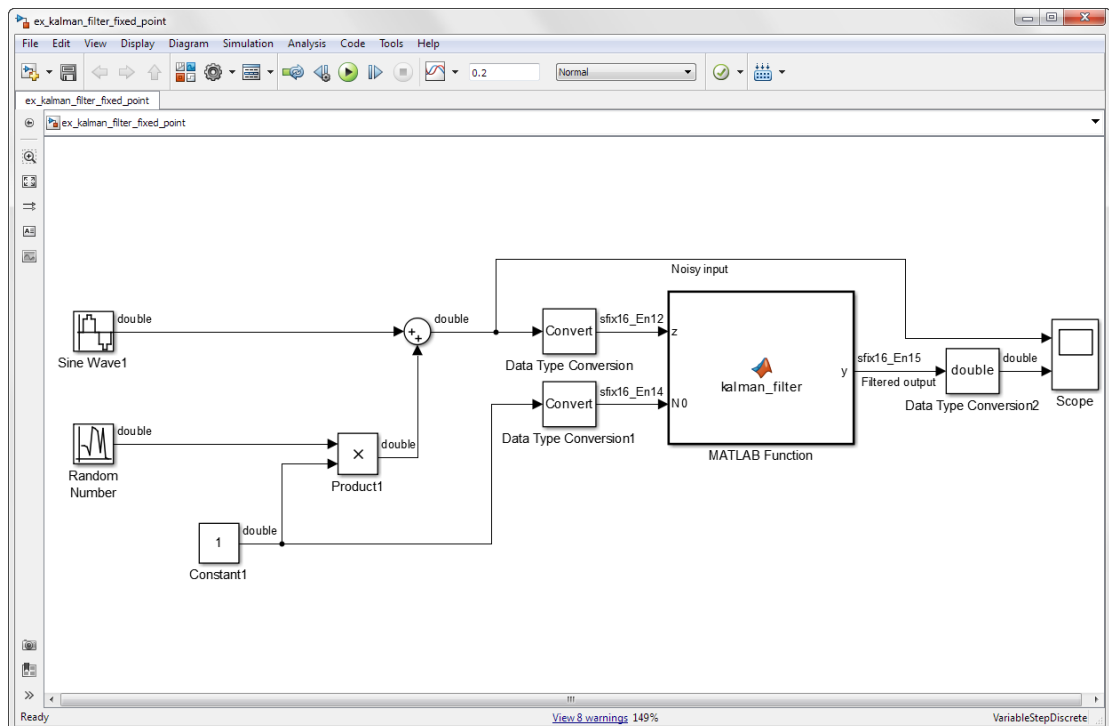 ex_kalman_filter_fixed_point
File Edit View Display Diagram Simulation Analysis Code Tools Help
0.2 Normal
ex_kalman_filter_fixed_point
ex_kalman_filter_fixed_point
Noisy input
double
Sine Wave1
double
Convert
sfix16_En12
Data Type Conversion
z
kalman_filter
y
N0
MATLAB Function
sfix16_En15
Filtered output
double
double
Data Type Conversion2
Scope
Convert
sfix16_En14
Data Type Conversion1
double
Random
Number
×
double
Product1
1
double
Constant1
Ready View 8 warnings 149% VariableStepDiscrete